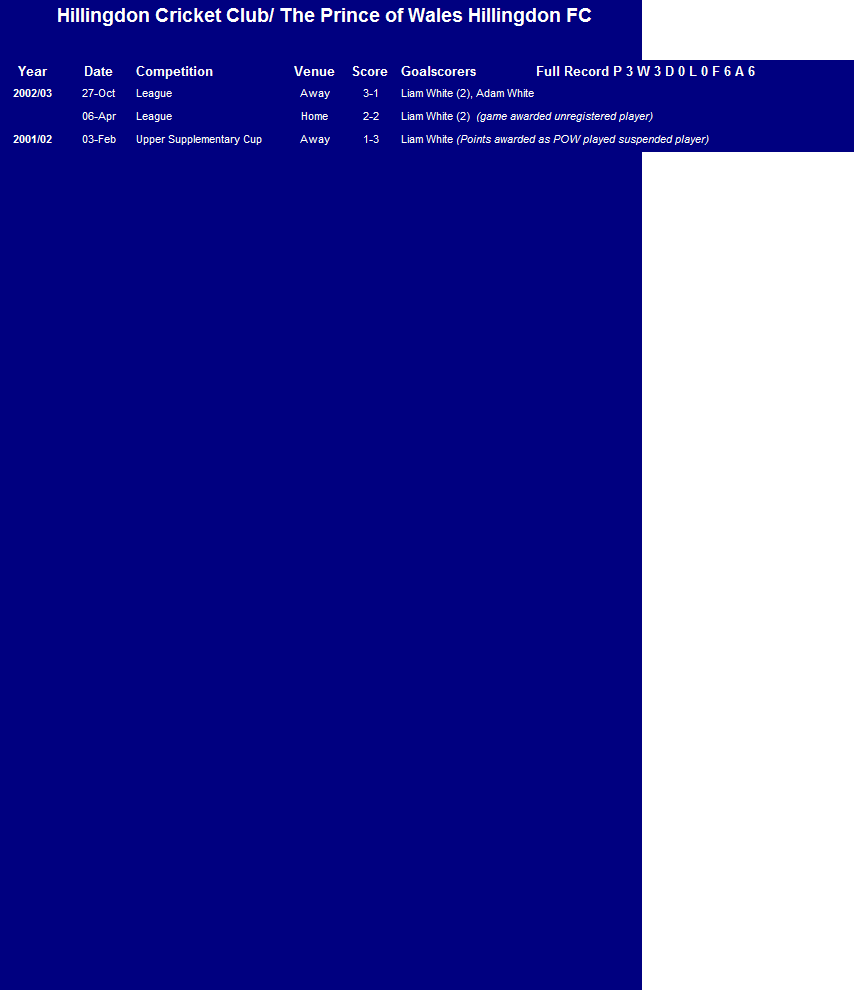 Hillingdon Cricket Club/ The Prince of Wales Hillingdon FC
Year Date Competition Venue Score Goalscorers Full Record P 3 W 3 D 0 L 0 F 6 A 6
2002/03 27-Oct League Away 3-1 Liam White (2), Adam White
06-Apr League Home 2-2 Liam White (2) (game awarded unregistered player)
2001/02 03-Feb Upper Supplementary Cup Away 1-3 Liam White (Points awarded as POW played suspended player)